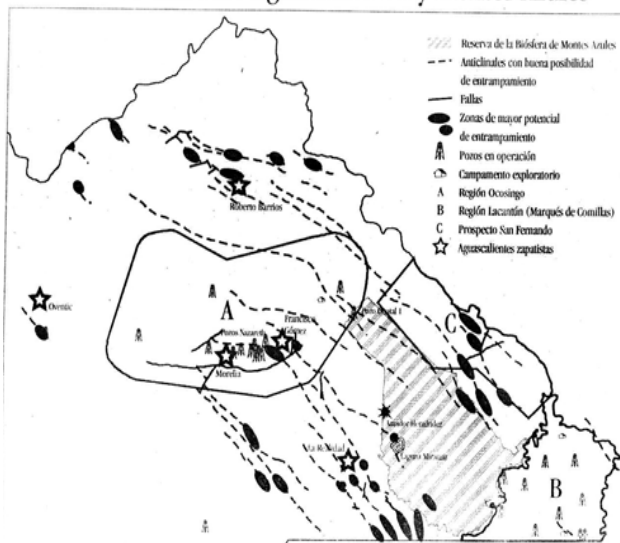 Reserva de la Biósfera de Montes Azules
Anticlinales con buena posibilidad
de entrampamiento
Fallas
Zonas de mayor potencial
de entrampamiento
Pozos en operación
Campamento exploratorio
A Región Ocosingo
B Región Lacantún (Marqués de Comillas)
C Prospecto San Fernando
Aguascalientes zapatistas
Roberto Barrios
Oventic
A
Francisco
Gómez
Pozos Nazareth
Morelia
C
La Realidad
B